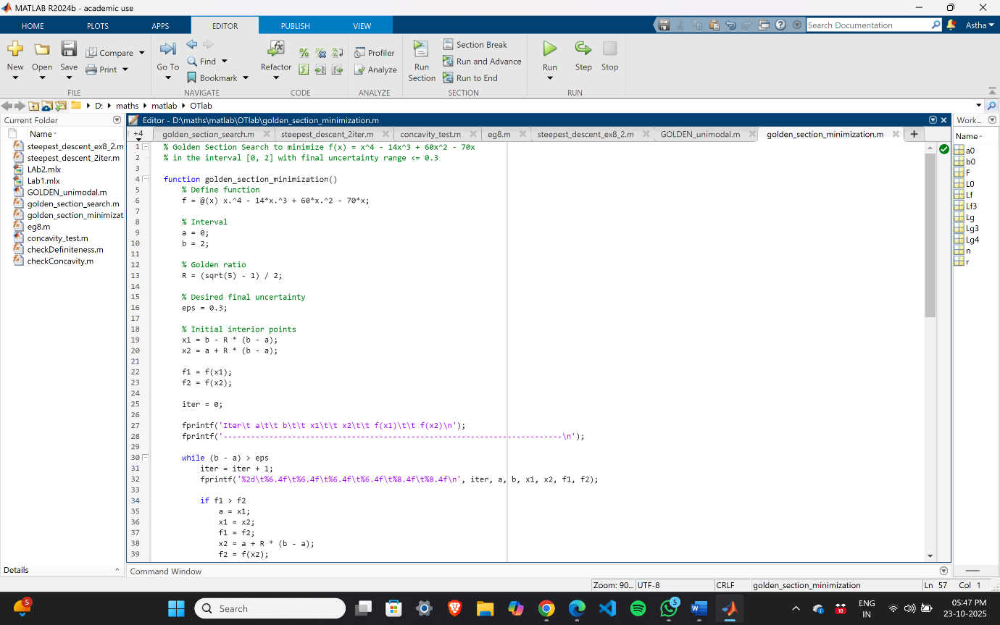 MATLAB R2024b - academic use
HOME PLOTS APPS EDITOR PUBLISH VIEW
Search Documentation
Astha
New Open Save
Compare
Print
FILE
Go To
Find
Bookmark
NAVIGATE
Refactor
CODE
Profiler
Analyze
ANALYZE
Run Section
Section Break
Run and Advance
Run to End
SECTION
Run Step Stop
RUN
D: maths matlab OTlab
Current Folder
Name
steepest_descent_ex8_2.m
steepest_descent_2iter.m
LAb2.mlx
Lab1.mlx
GOLDEN_unimodal.m
golden_section_search.m
golden_section_minimizat
eg8.m
concavity_test.m
checkDefiniteness.m
checkConcavity.m
Details
Editor - D:\maths\matlab\OTlab\golden_section_minimization.m
+4 golden_section_search.m steepest_descent_2iter.m concavity_test.m eg8.m steepest_descent_ex8_2.m GOLDEN_unimodal.m golden_section_minimization.m
1 % Golden Section Search to minimize f(x) = x^4 - 14x^3 + 60x^2 - 70x
2 % in the interval [0, 2] with final uncertainty range <= 0.3
3
4 function golden_section_minimization()
5 % Define function
6 f = @(x) x.^4 - 14*x.^3 + 60*x.^2 - 70*x;
7
8 % Interval
9 a = 0;
10 b = 2;
11
12 % Golden ratio
13 R = (sqrt(5) - 1) / 2;
14
15 % Desired final uncertainty
16 eps = 0.3;
17
18 % Initial interior points
19 x1 = b - R * (b - a);
20 x2 = a + R * (b - a);
21
22 f1 = f(x1);
23 f2 = f(x2);
24
25 iter = 0;
26
27 fprintf('Iter\t a\t\t b\t\t x1\t\t x2\t\t f(x1)\t\t f(x2)\n');
28 fprintf('--------------------------------------------------------------------------\n');
29
30 while (b - a) > eps
31 iter = iter + 1;
32 fprintf('%2d\t%6.4f\t%6.4f\t%6.4f\t%6.4f\t%8.4f\t%8.4f\n', iter, a, b, x1, x2, f1, f2);
33
34 if f1 > f2
35 a = x1;
36 x1 = x2;
37 f1 = f2;
38 x2 = a + R * (b - a);
39 f2 = f(x2);
Work...
Name
a0
b0
F
L0
Lf
Lf3
Lg
Lg3
Lg4
n
r
Command Window
Zoom: 90... UTF-8 CRLF golden_section_minimization Ln 57 Col 1
5
Search
5
10
ENG
IN
05:47 PM
23-10-2025